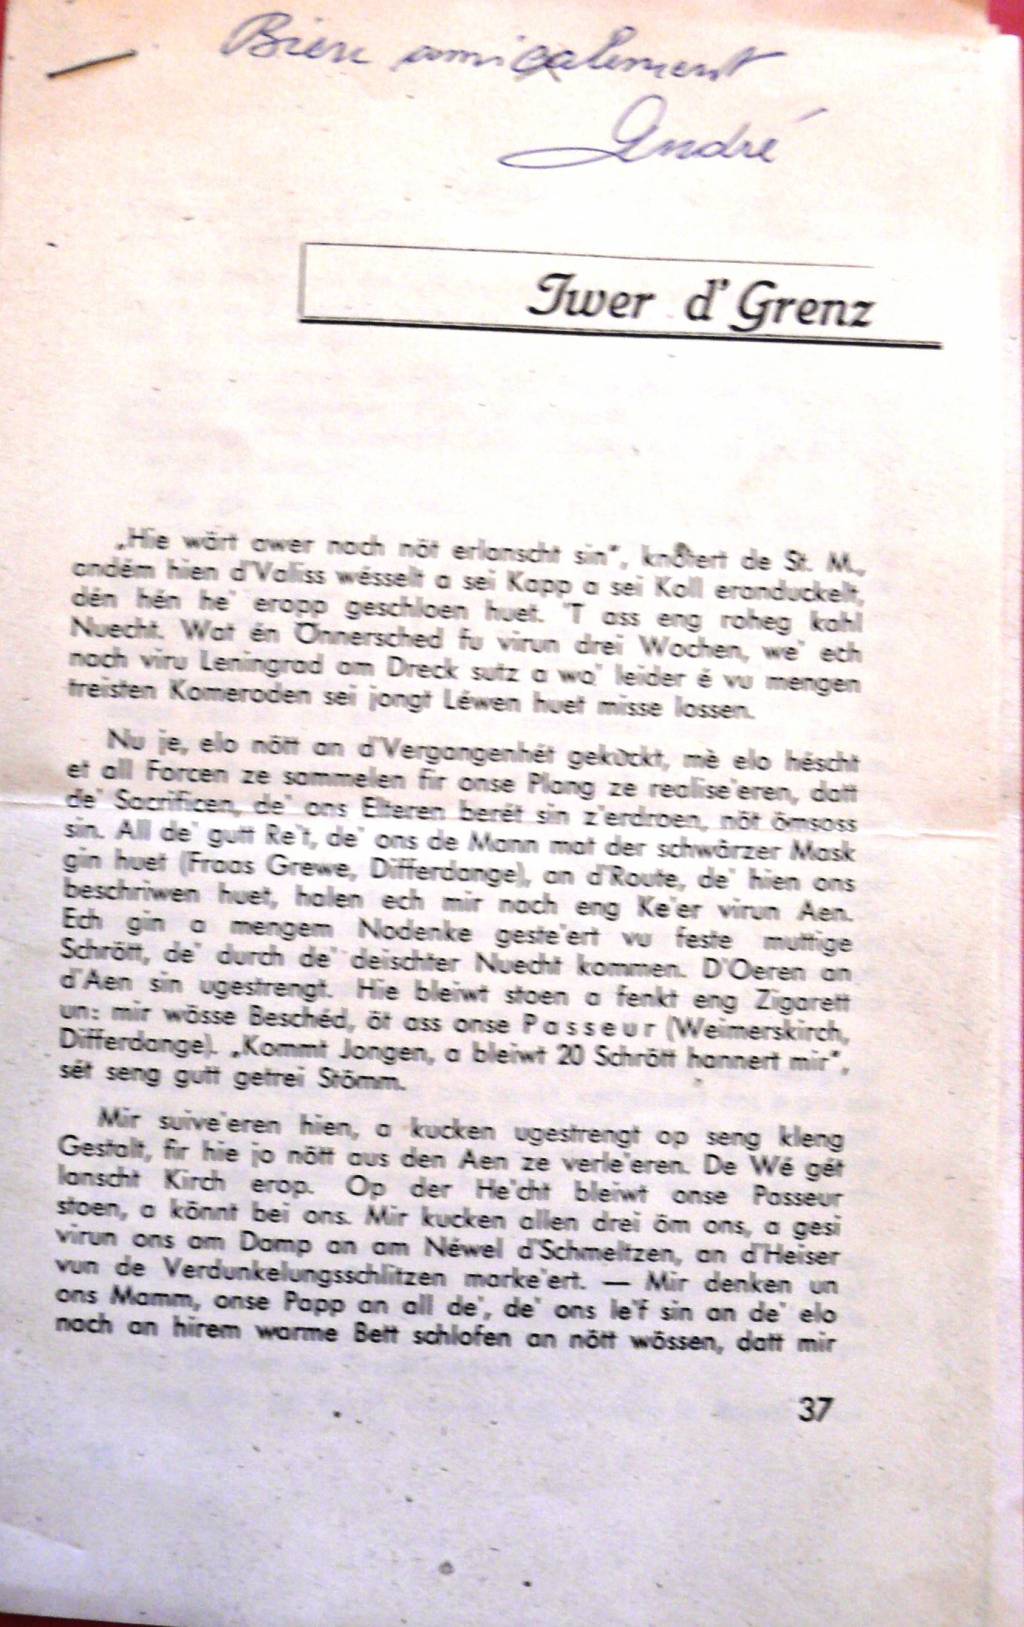 Bien amicalement
André
Iwer d'Grenz
„Hie wärt awer nach nöt erlanscht sin“, knötert de St. M.,
andém hien d'Valiss wésselt a sei Kapp a sei Koll eranduckelt,
dén hén he' eropp geschloen huet. 'T ass eng roheg kahl
Nuecht. Wat én Önnersched fu virun drei Wochen, we' ech
nach viru Leningrad am Dreck sutz a wo' leider é vu mengen
treisten Komeroden sei jongt Léwen huet misse lossen.
Nu je, elo nött an d'Vergangenhét gekückt, mè elo héscht
et all Forcen ze sammelen fir onse Plang ze realise'eren, datt
de' Sacrificen, de' ons Elteren berét sin z'erdroen, nöt ömsoss
sin. All de' gutt Re't, de' ons de Mann mat der schwärzer Mask
gin huet (Fraas Grewe, Differdange), an d'Route, de' hien ons
beschriwen huet, halen ech mir nach eng Ke'er virun Aen.
Ech gin a mengem Nodenke geste'ert vu feste muttige
Schrött, de' durch de' deischter Nuecht kommen. D'Oeren an
d'Aen sin ugestrengt. Hie bleiwt stoen a fenkt eng Zigarett
un: mir wösse Beschéd, öt ass onse Passeur (Weimerskirch,
Differdange). „Kommt Jongen, a bleiwt 20 Schrött hannert mir“,
sét seng gutt getrei Stömm.
Mir suive'eren hien, a kucken ugestrengt op seng kleng
Gestalt, fir hie jo nött aus den Aen ze verle'eren. De Wé gét
lanscht Kirch erop. Op der He'cht bleiwt onse Passeur
stoen, a könnt bei ons. Mir kucken allen drei öm ons, a gesi
virun ons am Damp an am Néwel d'Schmeltzen, an d'Heiser
vun de Verdunkelungsschlitzen marke'ert. — Mir denken un
ons Mamm, onse Papp an all de', de' ons le'f sin an de' elo
nach an hirem warme Bett schlofen an nött wössen, datt mir
37